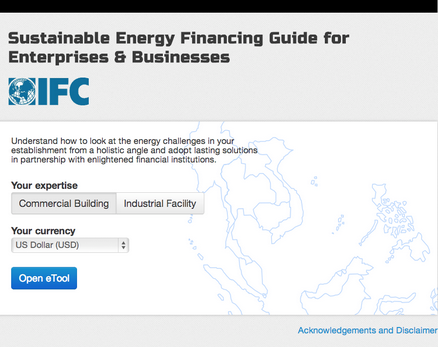 Sustainable Energy Financing Guide for
Enterprises & Businesses
IFC
Understand how to look at the energy challenges in your
establishment from a holistic angle and adopt lasting solutions
in partnership with enlightened financial institutions.
Your expertise
Commercial Building Industrial Facility
Your currency
US Dollar (USD)
Open eTool
Acknowledgements and Disclaimer